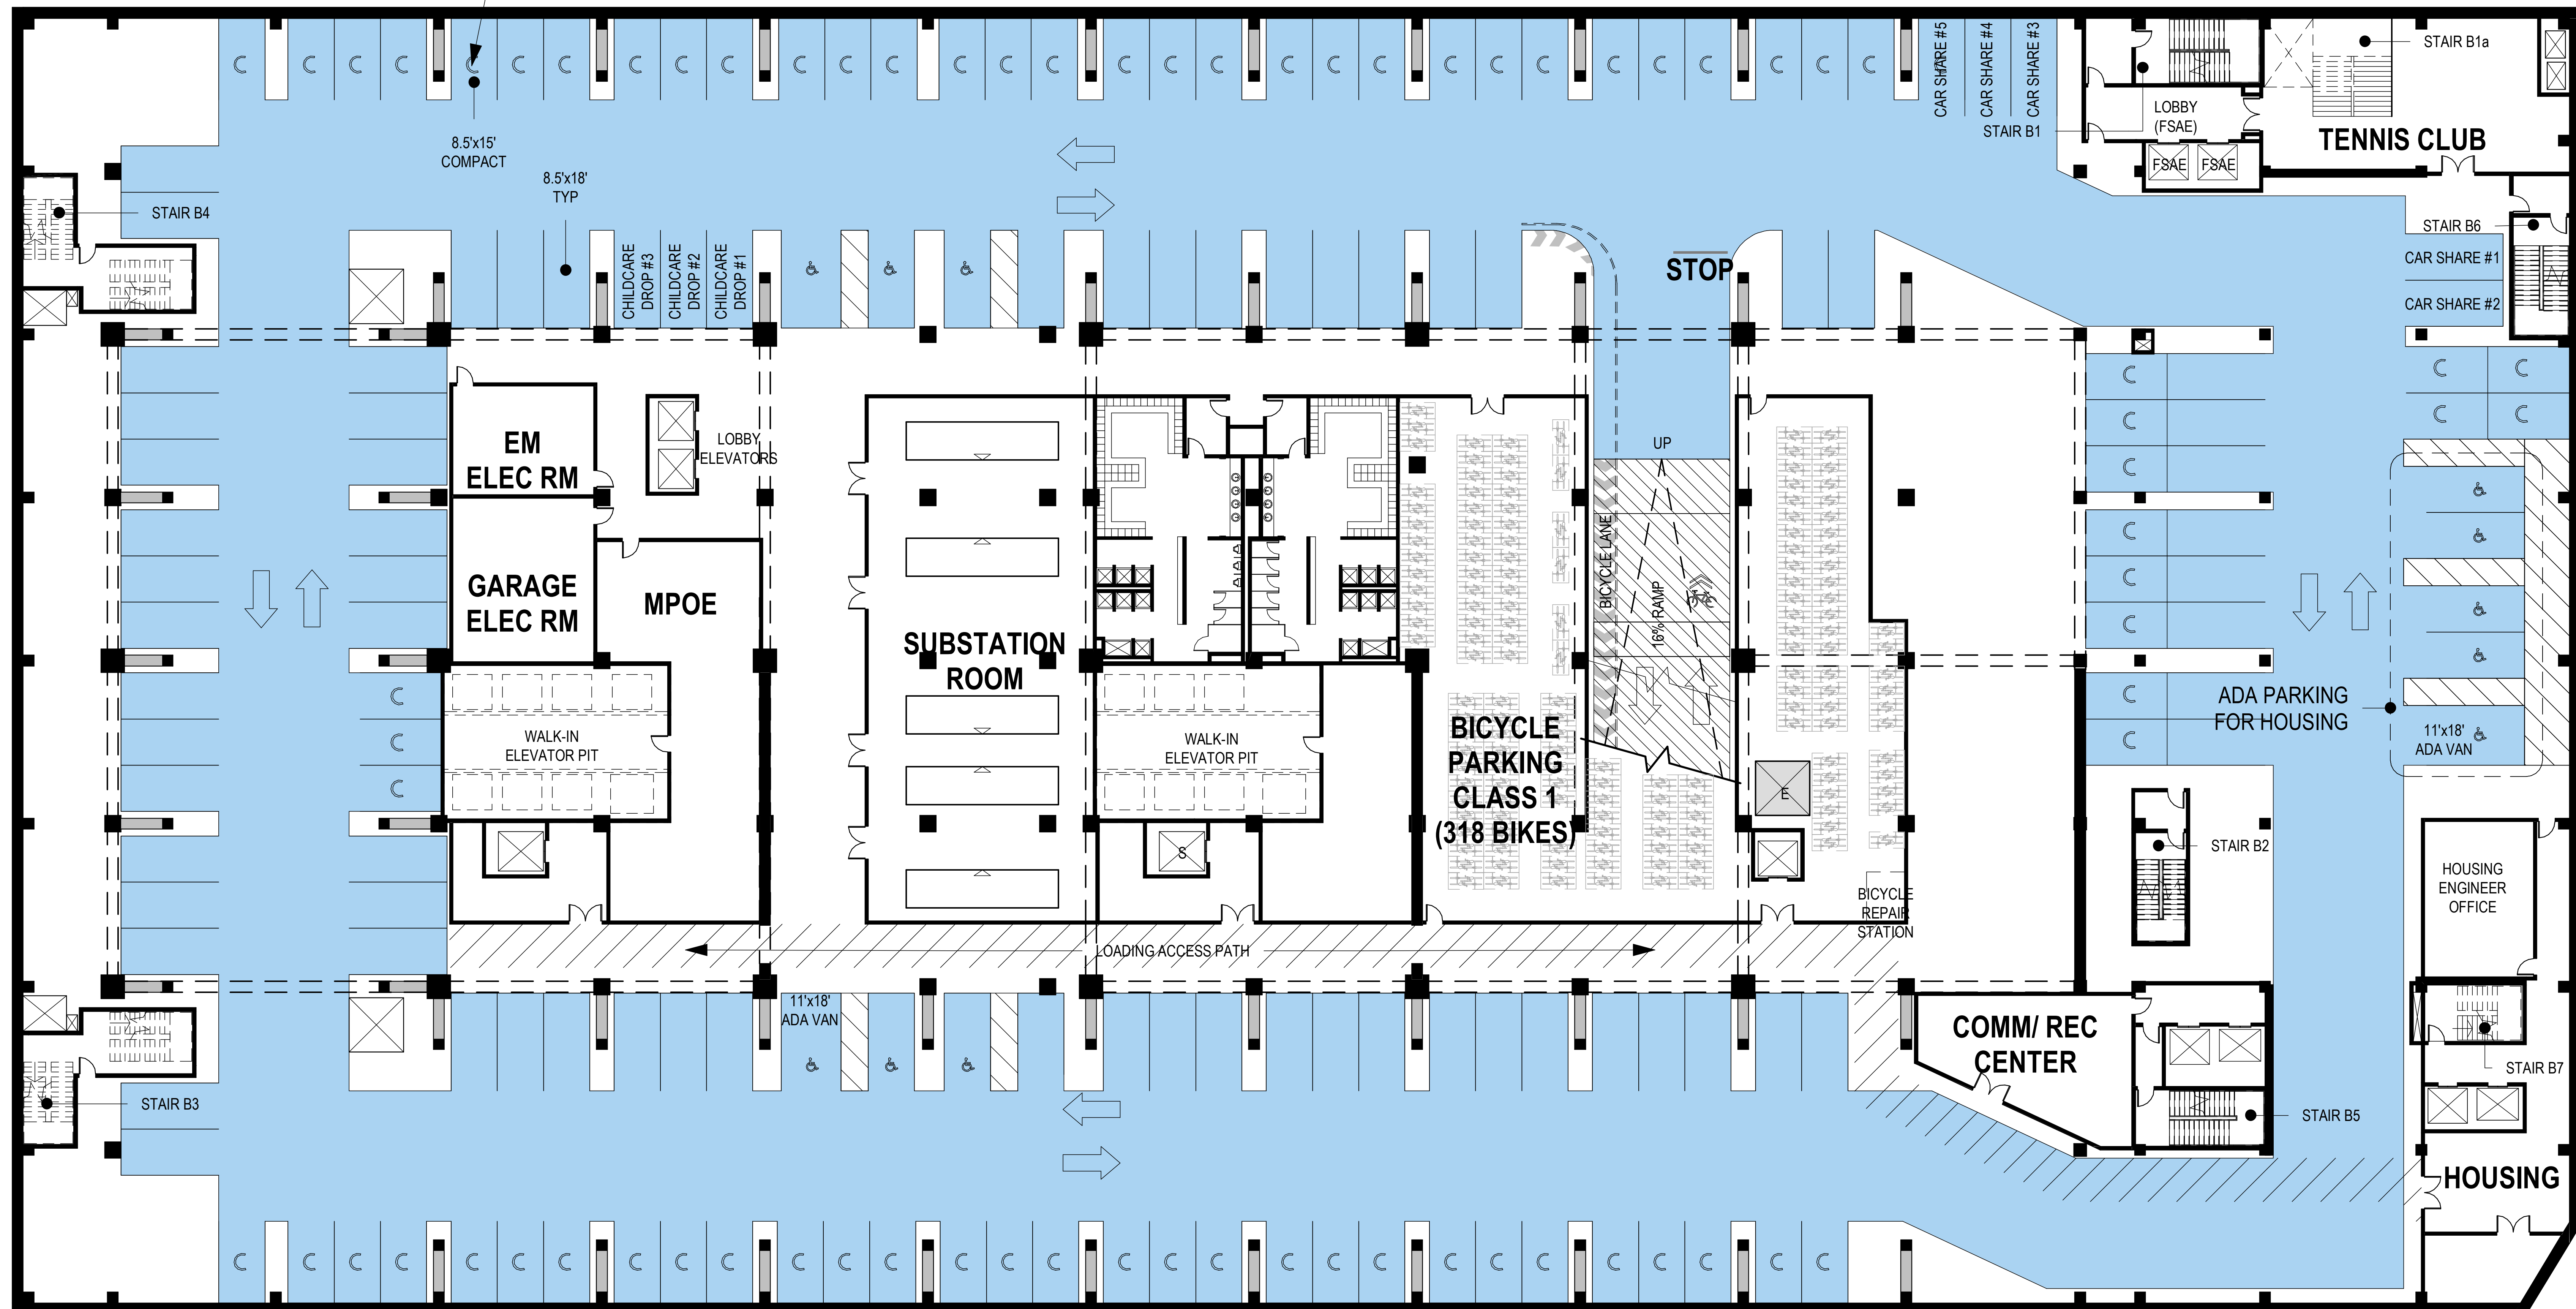 CAR SHARE #5
CAR SHARE #4
CAR SHARE #3
STAIR B1a
LOBBY
(FSAE)
STAIR B1
TENNIS CLUB
FSAE
FSAE
8.5'x15'
COMPACT
8.5'x18'
TYP
STAIR B4
STAIR B6
CHILDCARE
DROP #3
CHILDCARE
DROP #2
CHILDCARE
DROP #1
STOP
CAR SHARE #1
CAR SHARE #2
EM
ELEC RM
LOBBY
ELEVATORS
UP
GARAGE
ELEC RM
MPOE
BICYCLE LANE
16% RAMP
SUBSTATION
ROOM
ADA PARKING
FOR HOUSING
11'x18'
ADA VAN
WALK-IN
ELEVATOR PIT
WALK-IN
ELEVATOR PIT
BICYCLE
PARKING
CLASS 1
(318 BIKES)
E
S
STAIR B2
HOUSING
ENGINEER
OFFICE
BICYCLE
REPAIR
STATION
LOADING ACCESS PATH
11'x18'
ADA VAN
COMM/ REC
CENTER
STAIR B7
STAIR B3
STAIR B5
HOUSING